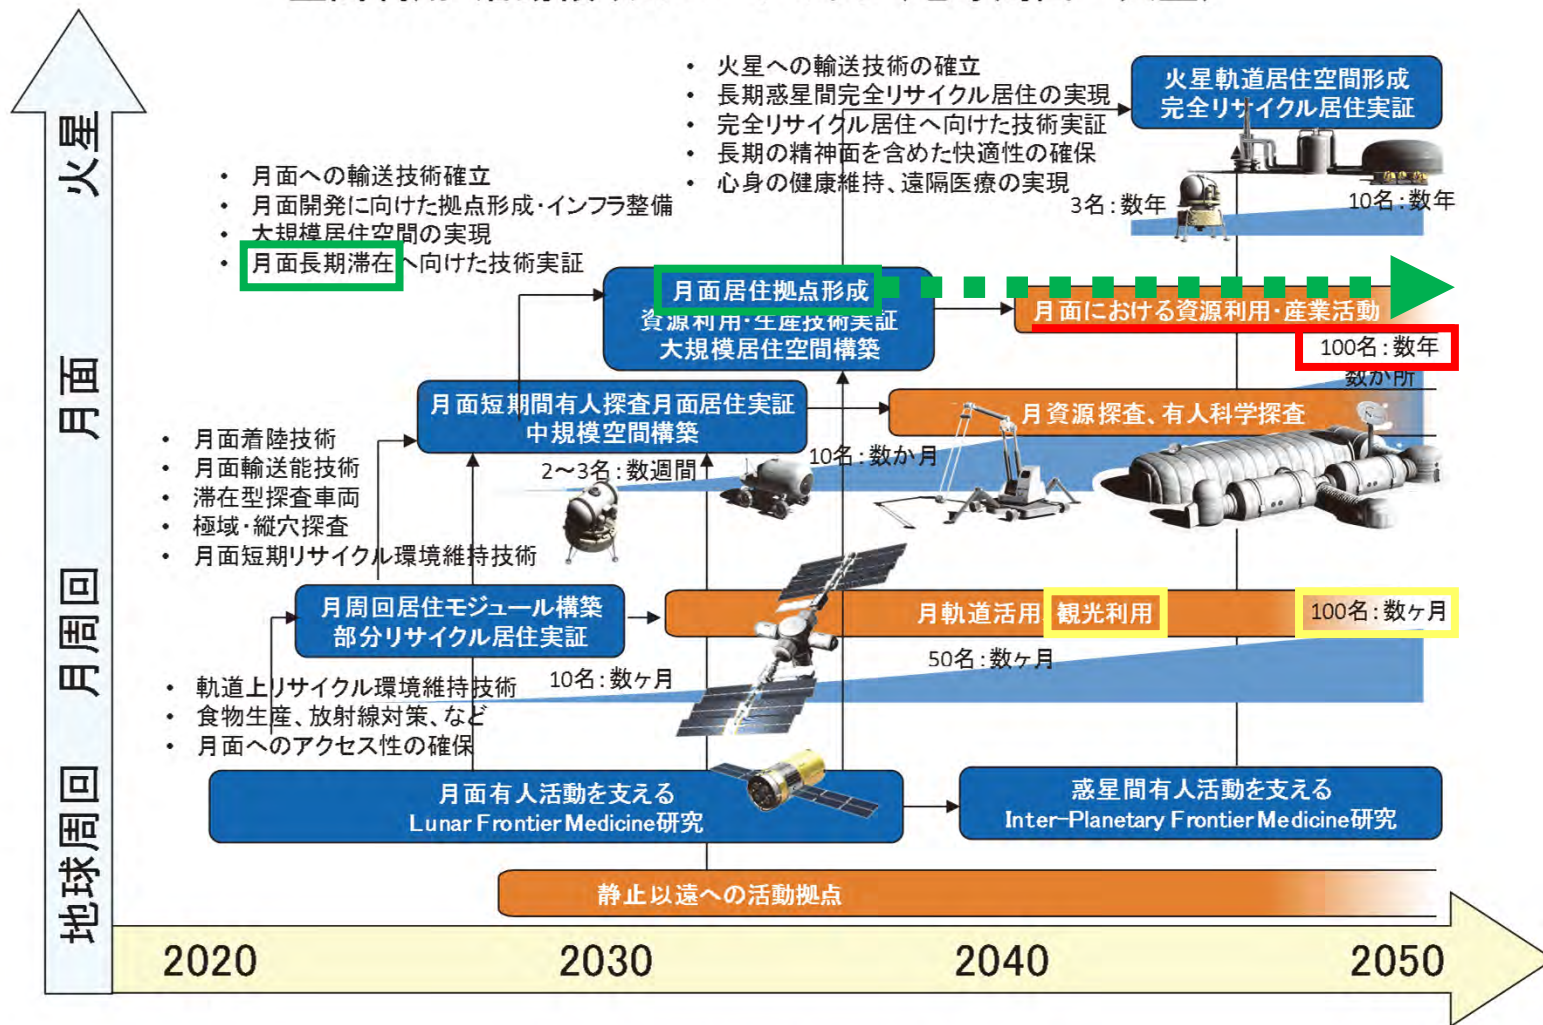 火星
・ 火星への輸送技術の確立
・ 長期惑星間完全リサイクル居住の実現
・ 完全リサイクル居住へ向けた技術実証
・ 長期の精神面を含めた快適性の確保
・ 心身の健康維持、遠隔医療の実現
火星軌道居住空間形成
完全リサイクル居住実証
3名：数年
10名：数年
・ 月面への輸送技術確立
・ 月面開発に向けた拠点形成・インフラ整備
・ 大規模居住空間の実現
・ 月面長期滞在へ向けた技術実証
月面
月面居住拠点形成
資源利用・生産技術実証
大規模居住空間構築
月面における資源利用・産業活動
100名：数年
数か所
月面短期間有人探査月面居住実証
中規模空間構築
月資源探査、有人科学探査
2～3名：数週間
10名：数か月
・ 月面着陸技術
・ 月面輸送能技術
・ 滞在型探査車両
・ 極域・縦穴探査
・ 月面短期リサイクル環境維持技術
月周回
月周回居住モジュール構築
部分リサイクル居住実証
月軌道活用 観光利用
100名：数ヶ月
50名：数ヶ月
10名：数ヶ月
・ 軌道上リサイクル環境維持技術
・ 食物生産、放射線対策、など
・ 月面へのアクセス性の確保
地球周回
月面有人活動を支える
Lunar Frontier Medicine研究
惑星間有人活動を支える
Inter-Planetary Frontier Medicine研究
静止以遠への活動拠点
2020
2030
2040
2050